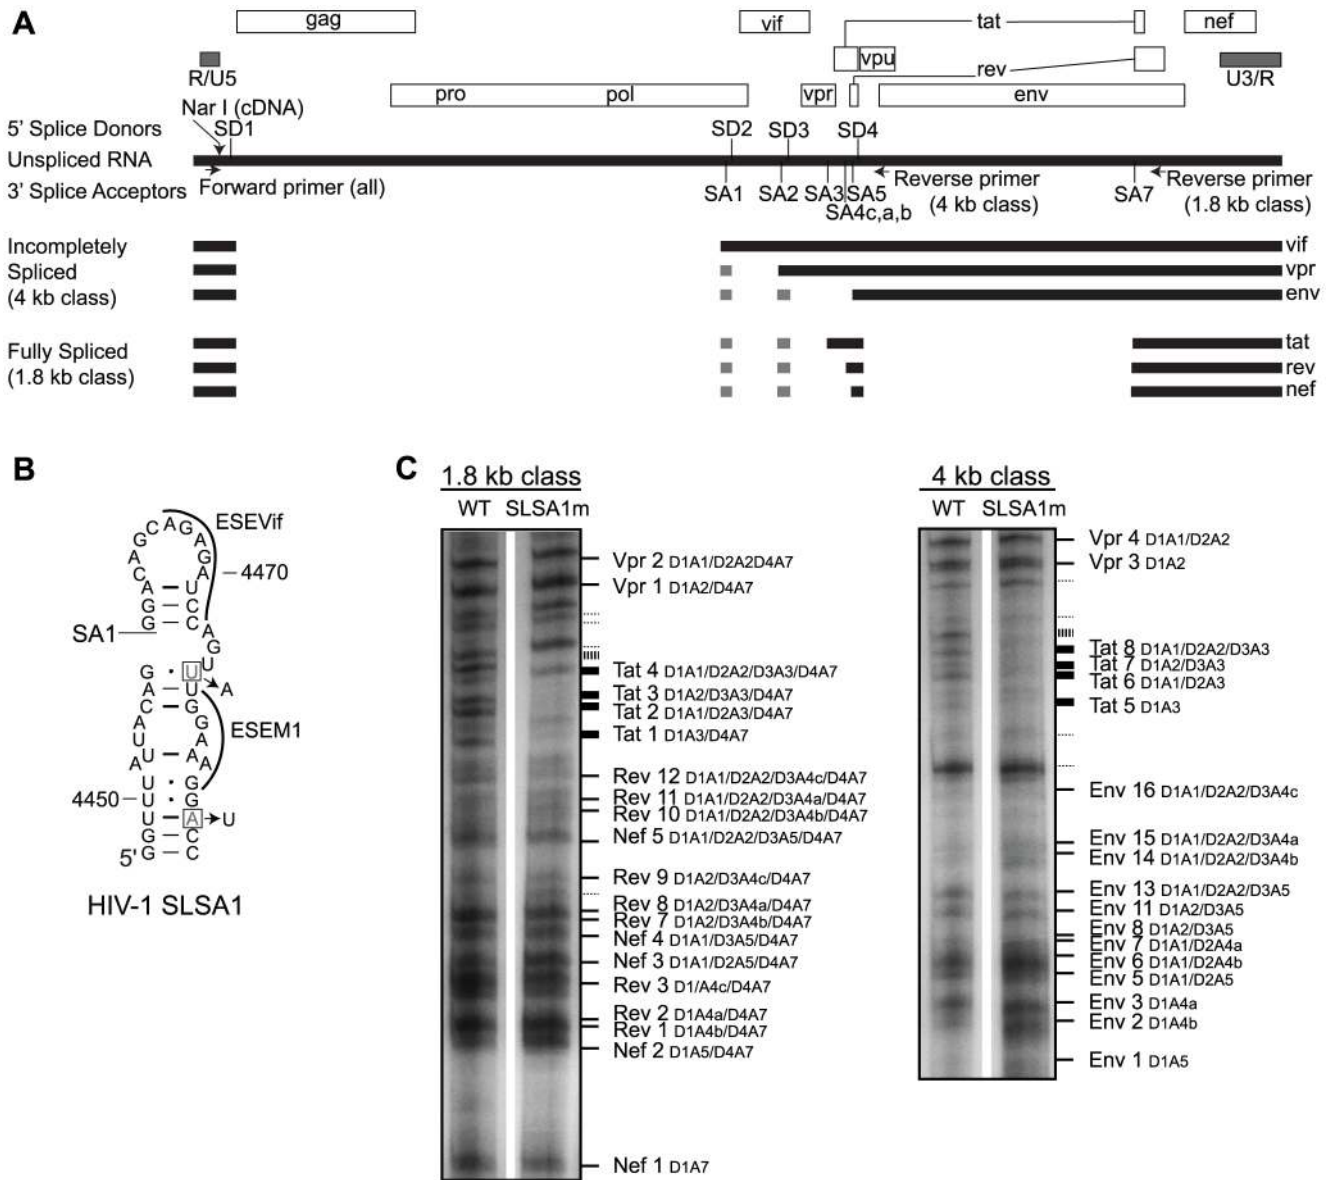 A
gag
vif
tat
nef
R/U5
vpu
rev
U3/R
Nar I (cDNA)
pro
pol
vpr
env
5' Splice Donors
SD1
SD2
SD3
SD4
Unspliced RNA
3' Splice Acceptors
Forward primer (all)
SA1
SA2
SA3
SA5
SA4c,a,b
Reverse primer
(4 kb class)
SA7
Reverse primer
(1.8 kb class)
Incompletely
Spliced
(4 kb class)
vif
vpr
env
Fully Spliced
(1.8 kb class)
tat
rev
nef
B
ESEVif
4470
SA1
G G A C A G A G C A G A G A U C C A G U
U A
G A C A U A U U U U G G
U G G A A A G G A C C
ESEM1
4450
A U
5'
HIV-1 SLSA1
C
1.8 kb class
WT SLSA1m
Vpr 2 D1A1/D2A2D4A7
Vpr 1 D1A2/D4A7
Tat 4 D1A1/D2A2/D3A3/D4A7
Tat 3 D1A2/D3A3/D4A7
Tat 2 D1A1/D2A3/D4A7
Tat 1 D1A3/D4A7
Rev 12 D1A1/D2A2/D3A4c/D4A7
Rev 11 D1A1/D2A2/D3A4a/D4A7
Rev 10 D1A1/D2A2/D3A4b/D4A7
Nef 5 D1A1/D2A2/D3A5/D4A7
Rev 9 D1A2/D3A4c/D4A7
Rev 8 D1A2/D3A4a/D4A7
Rev 7 D1A2/D3A4b/D4A7
Nef 4 D1A1/D3A5/D4A7
Nef 3 D1A1/D2A5/D4A7
Rev 3 D1/A4c/D4A7
Rev 2 D1A4a/D4A7
Rev 1 D1A4b/D4A7
Nef 2 D1A5/D4A7
Nef 1 D1A7
4 kb class
WT SLSA1m
Vpr 4 D1A1/D2A2
Vpr 3 D1A2
Tat 8 D1A1/D2A2/D3A3
Tat 7 D1A2/D3A3
Tat 6 D1A1/D2A3
Tat 5 D1A3
Env 16 D1A1/D2A2/D3A4c
Env 15 D1A1/D2A2/D3A4a
Env 14 D1A1/D2A2/D3A4b
Env 13 D1A1/D2A2/D3A5
Env 11 D1A2/D3A5
Env 8 D1A2/D3A5
Env 7 D1A1/D2A4a
Env 6 D1A1/D2A4b
Env 5 D1A1/D2A5
Env 3 D1A4a
Env 2 D1A4b
Env 1 D1A5